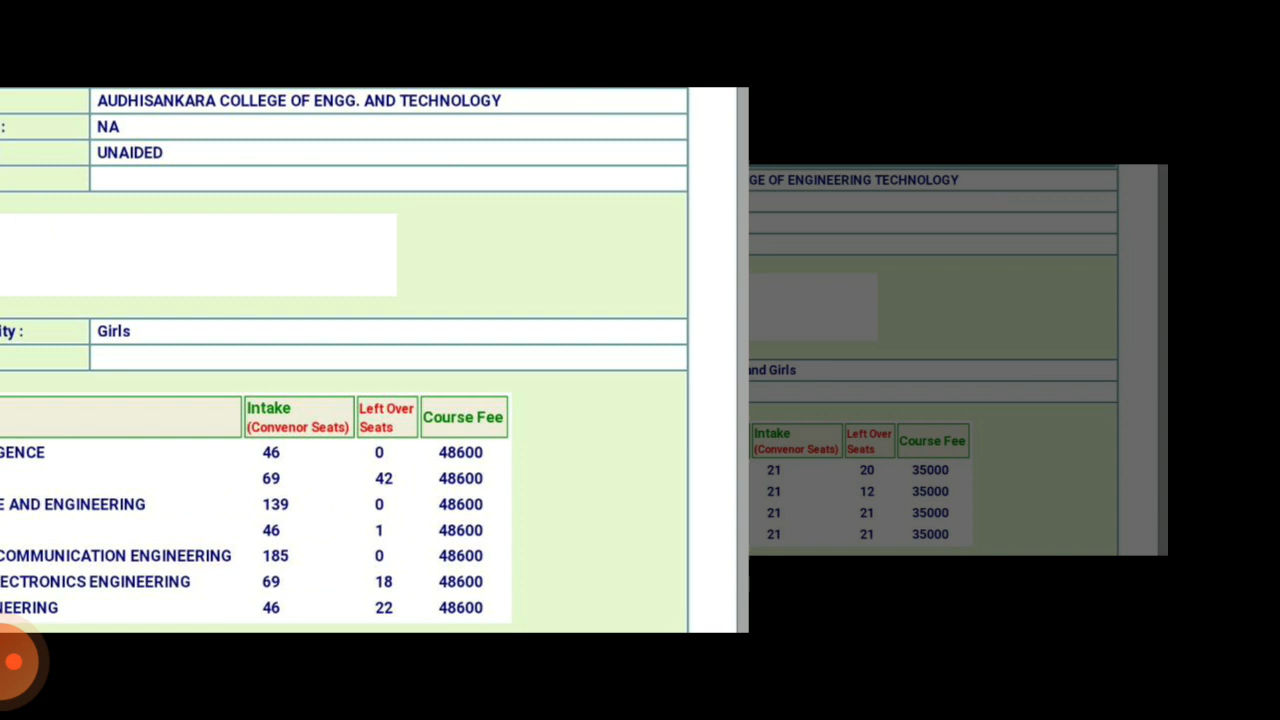 AUDHISANKARA COLLEGE OF ENGG. AND TECHNOLOGY
: NA
UNAIDED
ity : Girls
Intake (Convenor Seats) Left Over Seats Course Fee
GENCE 46 0 48600
69 42 48600
E AND ENGINEERING 139 0 48600
46 1 48600
COMMUNICATION ENGINEERING 185 0 48600
ECTRONICS ENGINEERING 69 18 48600
NEERING 46 22 48600
GE OF ENGINEERING TECHNOLOGY
and Girls
Intake (Convenor Seats) Left Over Seats Course Fee
21 20 35000
21 12 35000
21 21 35000
21 21 35000